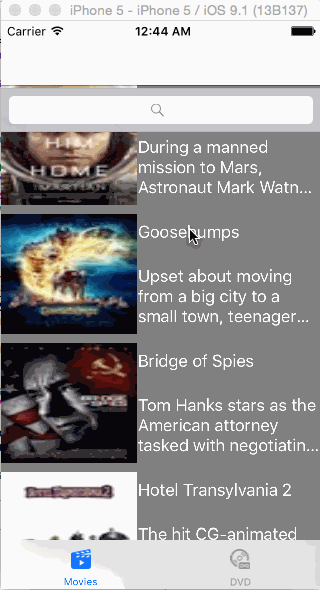 iPhone 5 - iPhone 5 / iOS 9.1 (13B137)
Carrier 12:44 AM
HIM
HOME
During a manned
mission to Mars,
Astronaut Mark Watn...
Goosebumps
Upset about moving
from a big city to a
small town, teenager...
Bridge of Spies
Tom Hanks stars as the
American attorney
tasked with negotiatin...
Hotel Transylvania 2
The hit CG-animated
Movies DVD